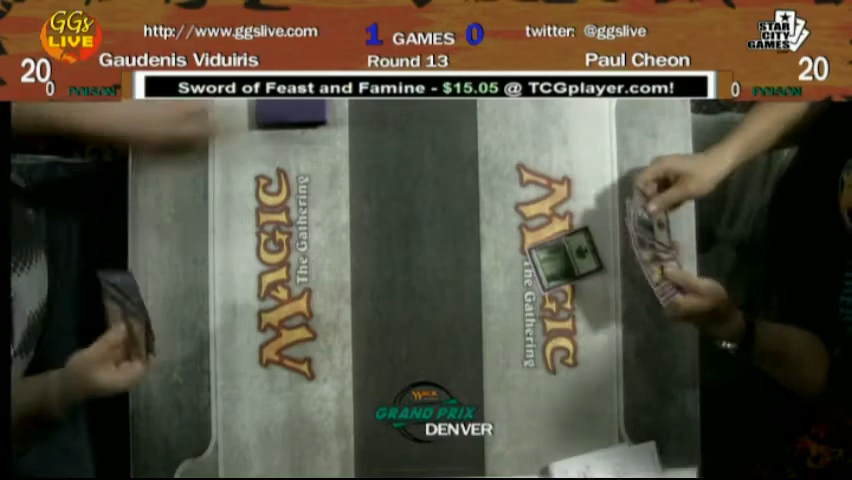 GGs
LIVE
http://www.ggslive.com
1 GAMES 0
twitter: @ggslive
STAR
CITY
GAMES
Gaudenis Vidiuris
Round 13
Paul Cheon
20
20
0 POISON
Sword of Feast and Famine - $15.05 @ TCGplayer.com!
0 POISON
MAGIC
The Gathering
MAGIC
The Gathering
MAGIC
GRAND PRIX
DENVER